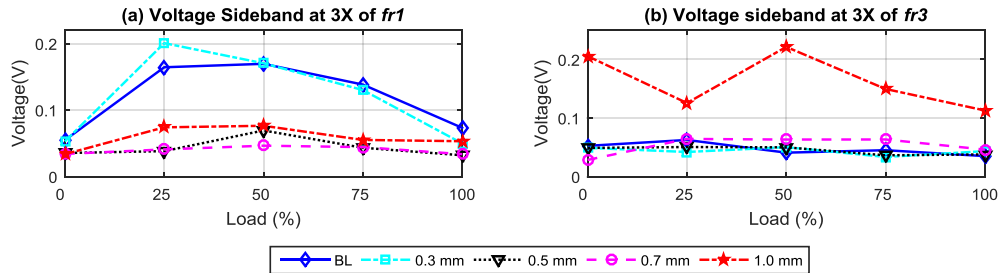 (a) Voltage Sideband at 3X of fr1
(b) Voltage sideband at 3X of fr3
Voltage(V)
0.2
0.1
0
0
25
50
75
100
Load (%)
Voltage(V)
0.2
0.1
0
0
25
50
75
100
Load (%)
BL
0.3 mm
0.5 mm
0.7 mm
1.0 mm